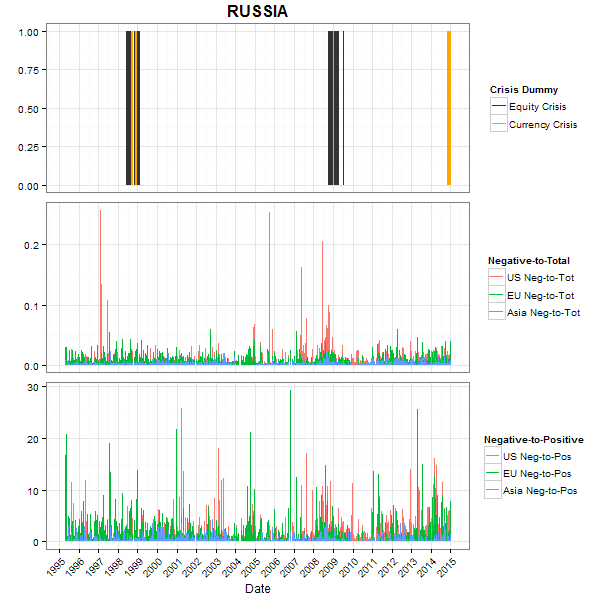 RUSSIA
1.00
0.75
0.50
0.25
0.00
Crisis Dummy
Equity Crisis
Currency Crisis
0.2
0.1
0.0
Negative-to-Total
US Neg-to-Tot
EU Neg-to-Tot
Asia Neg-to-Tot
30
20
10
0
Negative-to-Positive
US Neg-to-Pos
EU Neg-to-Pos
Asia Neg-to-Pos
1995 1996 1997 1998 1999 2000 2001 2002 2003 2004 2005 2006 2007 2008 2009 2010 2011 2012 2013 2014 2015
Date